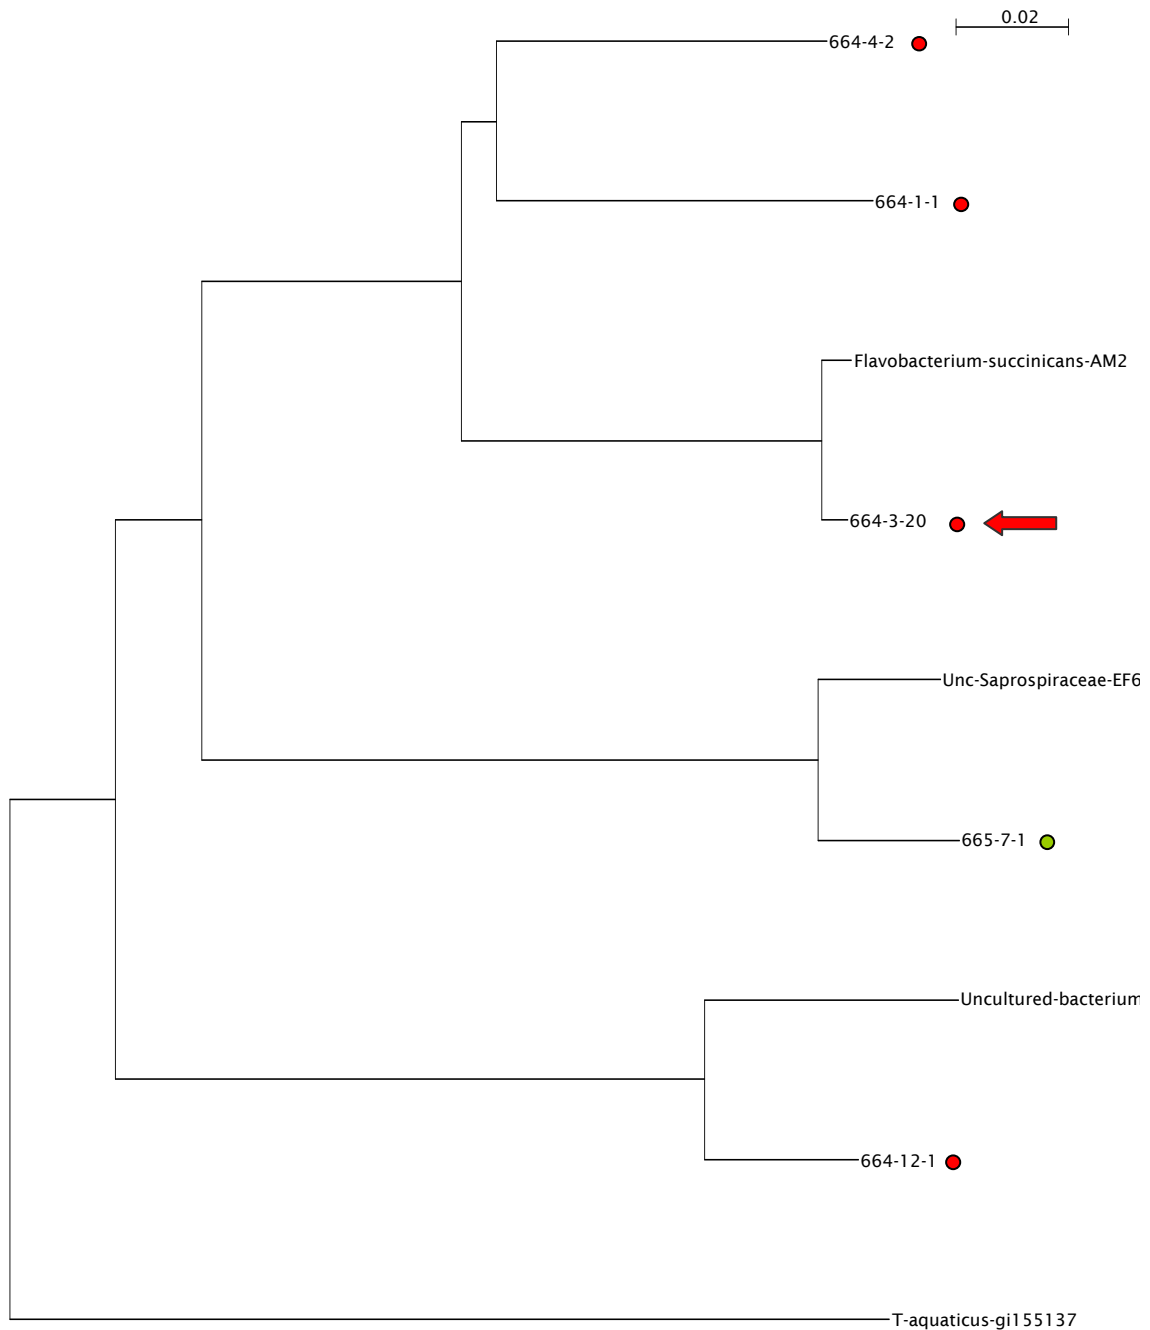 0.02
664-4-2
664-1-1
Flavobacterium-succinicans-AM2
664-3-20
Unc-Saprospiraceae-EF6
665-7-1
Uncultured-bacterium
664-12-1
T-aquaticus-gi155137